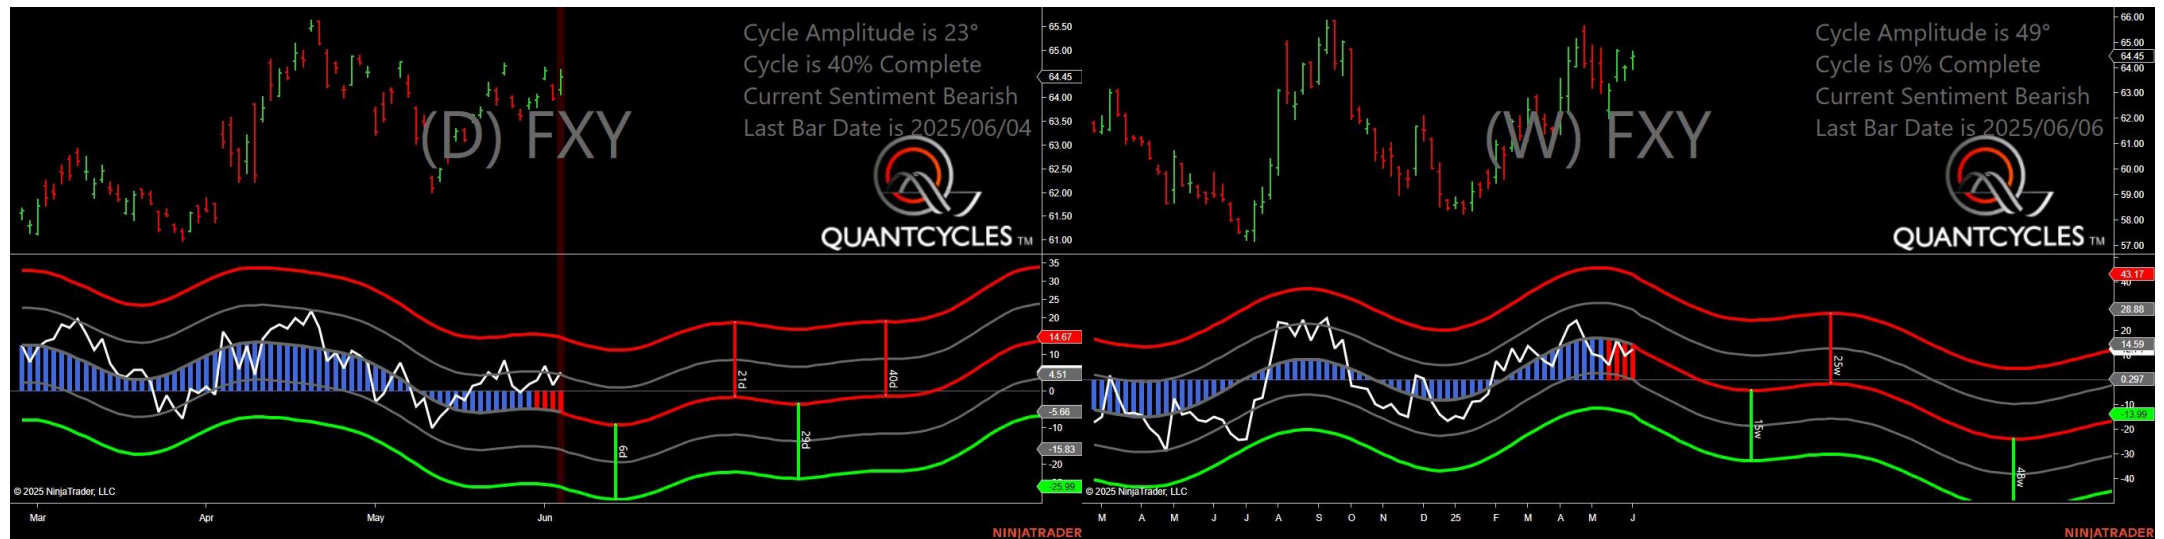 Cycle Amplitude is 23°
Cycle is 40% Complete
Current Sentiment Bearish
Last Bar Date is 2025/06/04
(D) FXY
QUANTCYCLES TM
65.50
65.00
64.45
64.00
63.50
63.00
62.50
62.00
61.50
61.00
35
30
25
20
14.67
10
4.51
0
-5.66
-10
-15.83
-20
-25.99
6d
21d
29d
40d
© 2025 NinjaTrader, LLC
Mar Apr May Jun
NINJATRADER
Cycle Amplitude is 49°
Cycle is 0% Complete
Current Sentiment Bearish
Last Bar Date is 2025/06/06
(W) FXY
QUANTCYCLES TM
66.00
65.00
64.45
64.00
63.00
62.00
61.00
60.00
59.00
58.00
57.00
43.17
40
28.88
20
14.59
0.297
-10
-13.99
-20
-30
-40
15w
25w
48w
© 2025 NinjaTrader, LLC
M A M J J A S O N D 25 F M A M J
NINJATRADER